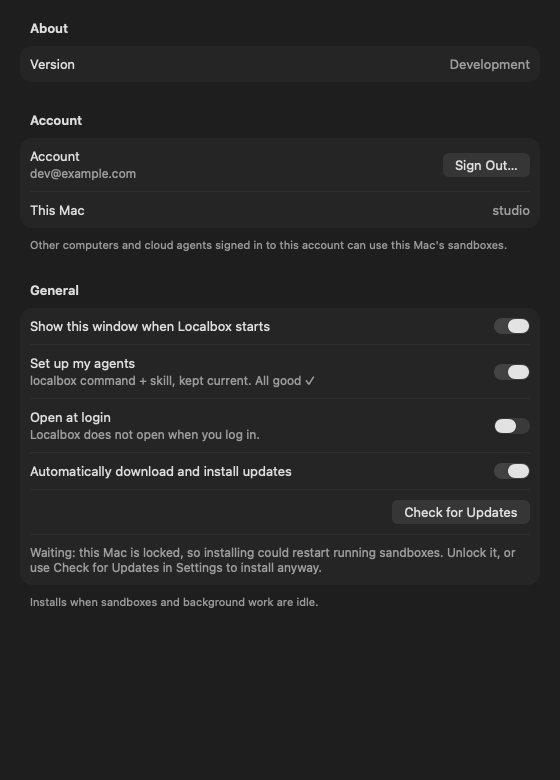 About
Version
Development
Account
Account
dev@example.com
Sign Out...
This Mac
studio
Other computers and cloud agents signed in to this account can use this Mac's sandboxes.
General
Show this window when Localbox starts
Set up my agents
localbox command + skill, kept current. All good ✓
Open at login
Localbox does not open when you log in.
Automatically download and install updates
Check for Updates
Waiting: this Mac is locked, so installing could restart running sandboxes. Unlock it, or
use Check for Updates in Settings to install anyway.
Installs when sandboxes and background work are idle.